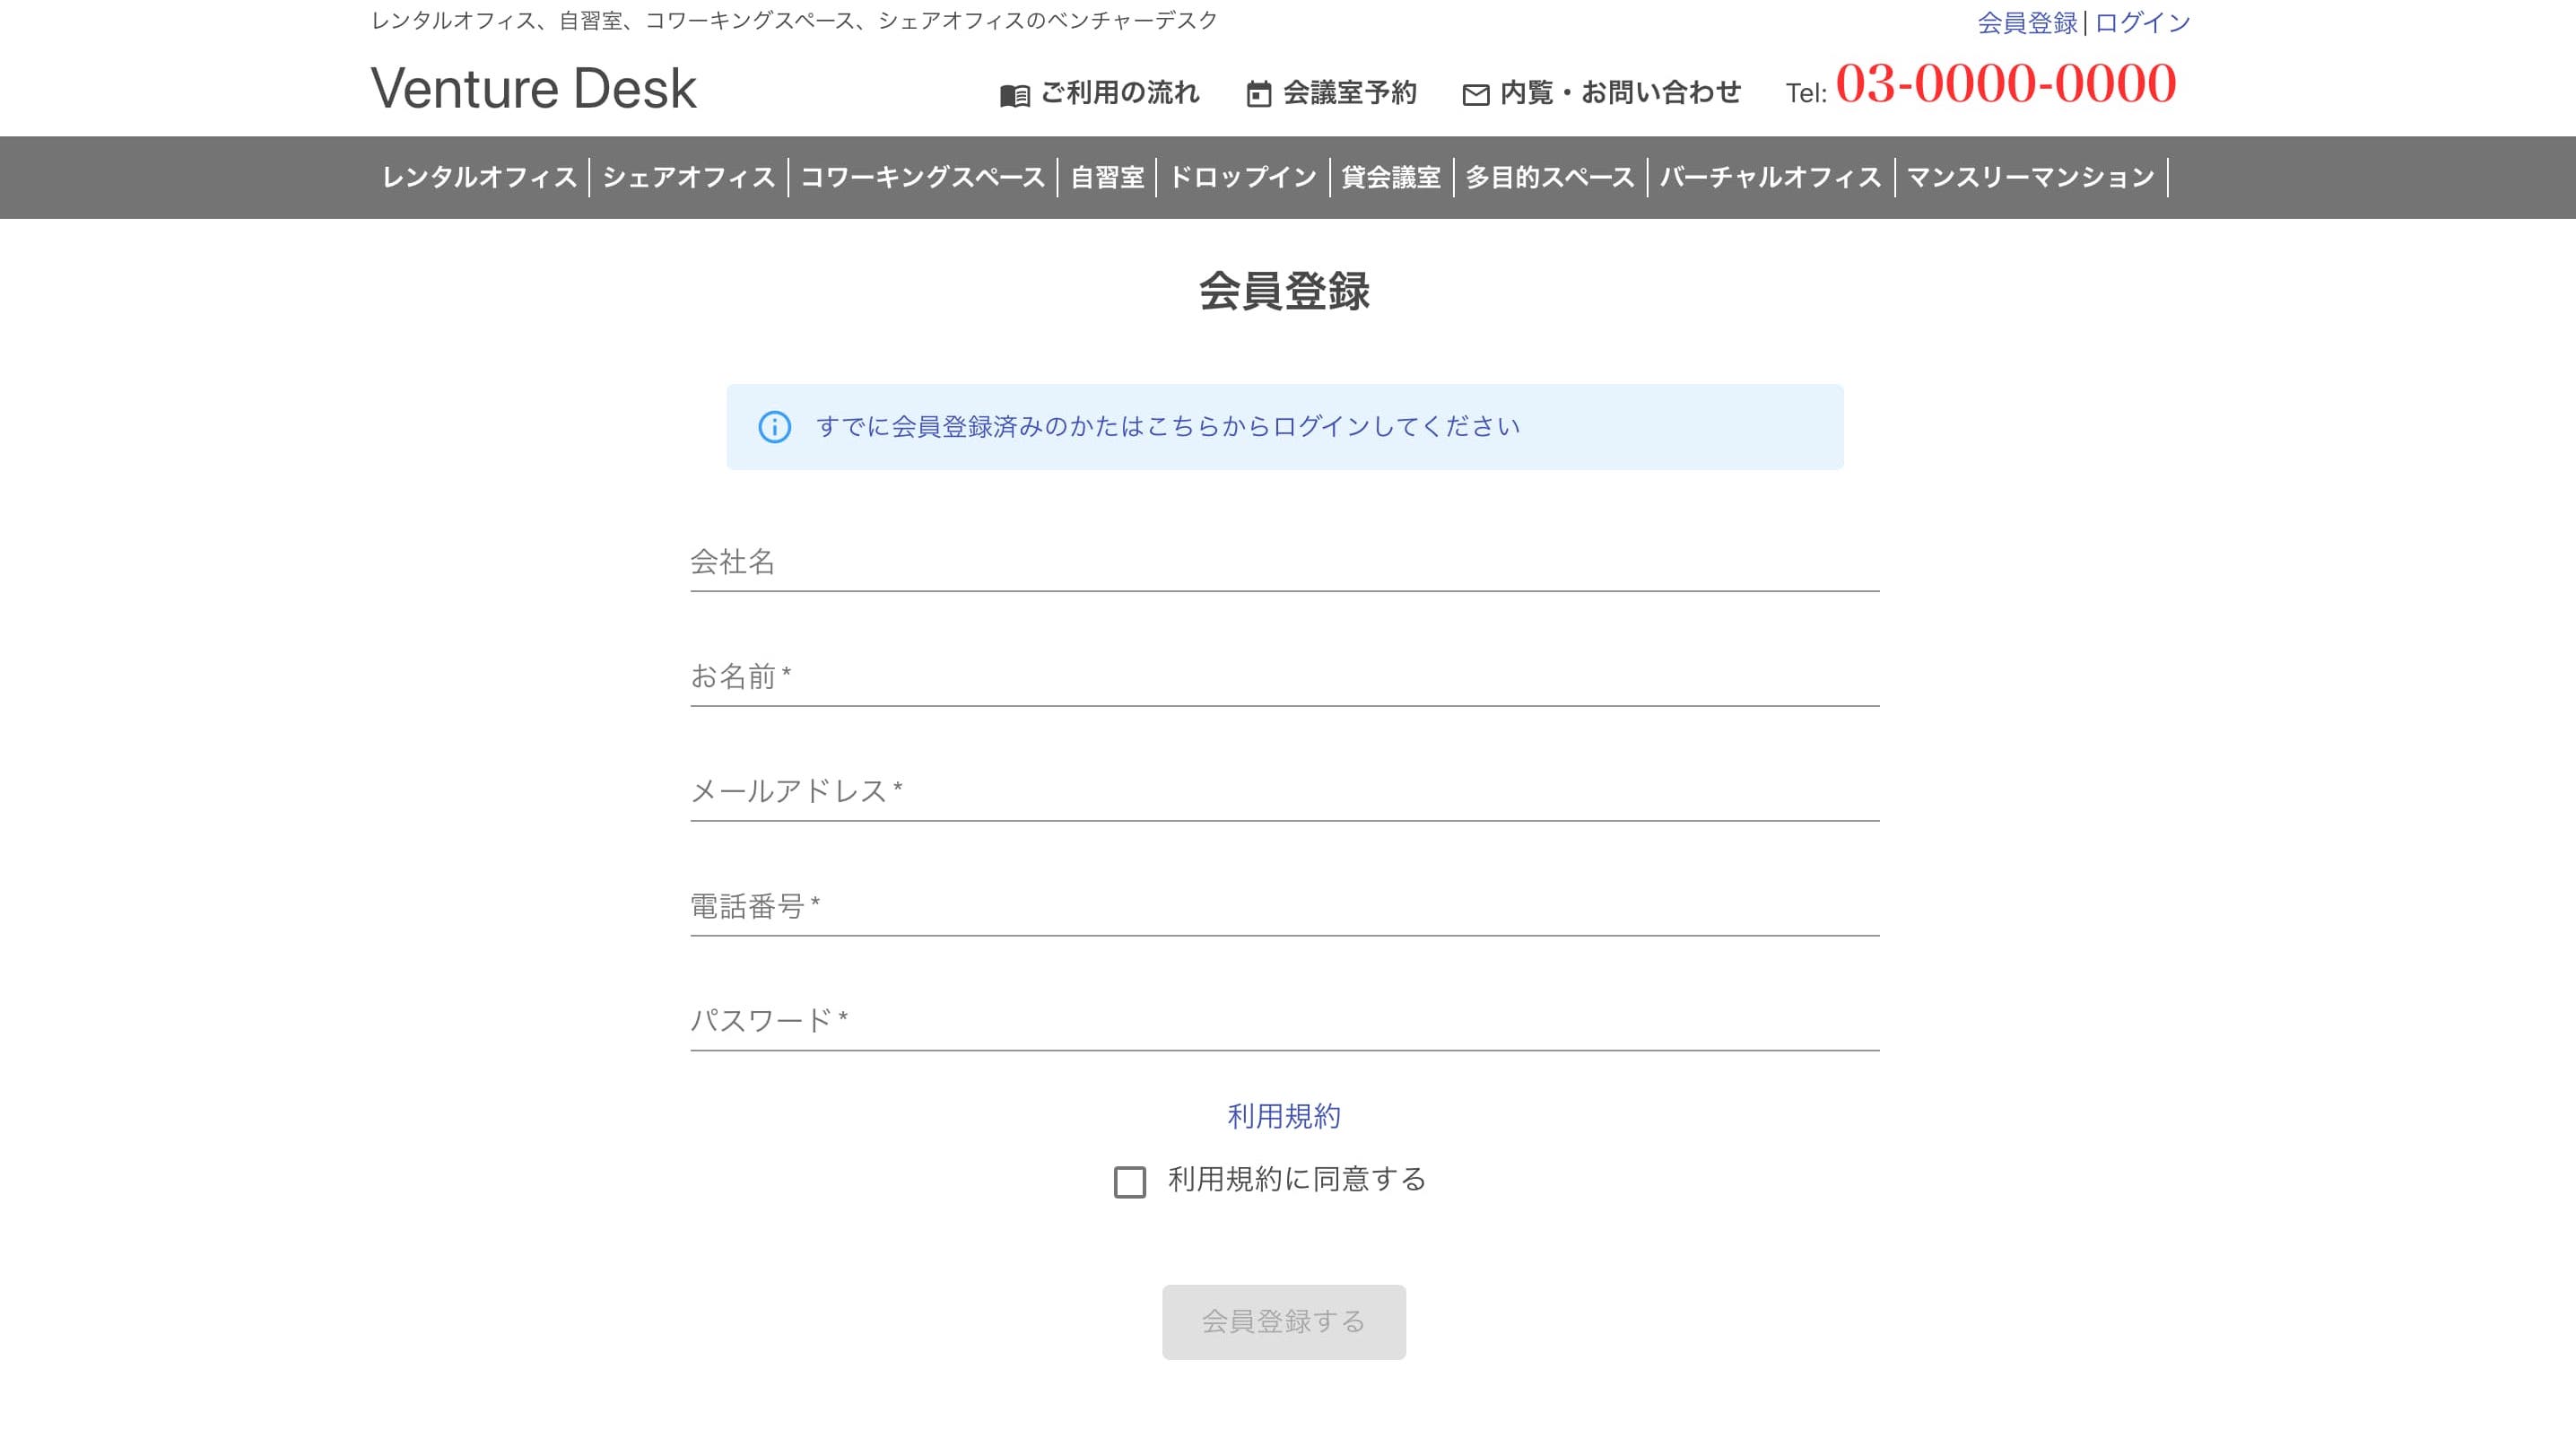 レンタルオフィス、自習室、コワーキングスペース、シェアオフィスのベンチャーデスク
会員登録|ログイン
Venture Desk
ご利用の流れ 会議室予約 内覧・お問い合わせ Tel: 03-0000-0000
レンタルオフィス シェアオフィス コワーキングスペース 自習室 ドロップイン 貸会議室 多目的スペース バーチャルオフィス マンスリーマンション
会員登録
すでに会員登録済みのかたはこちらからログインしてください
会社名
お名前 *
メールアドレス *
電話番号 *
パスワード *
利用規約
利用規約に同意する
会員登録する